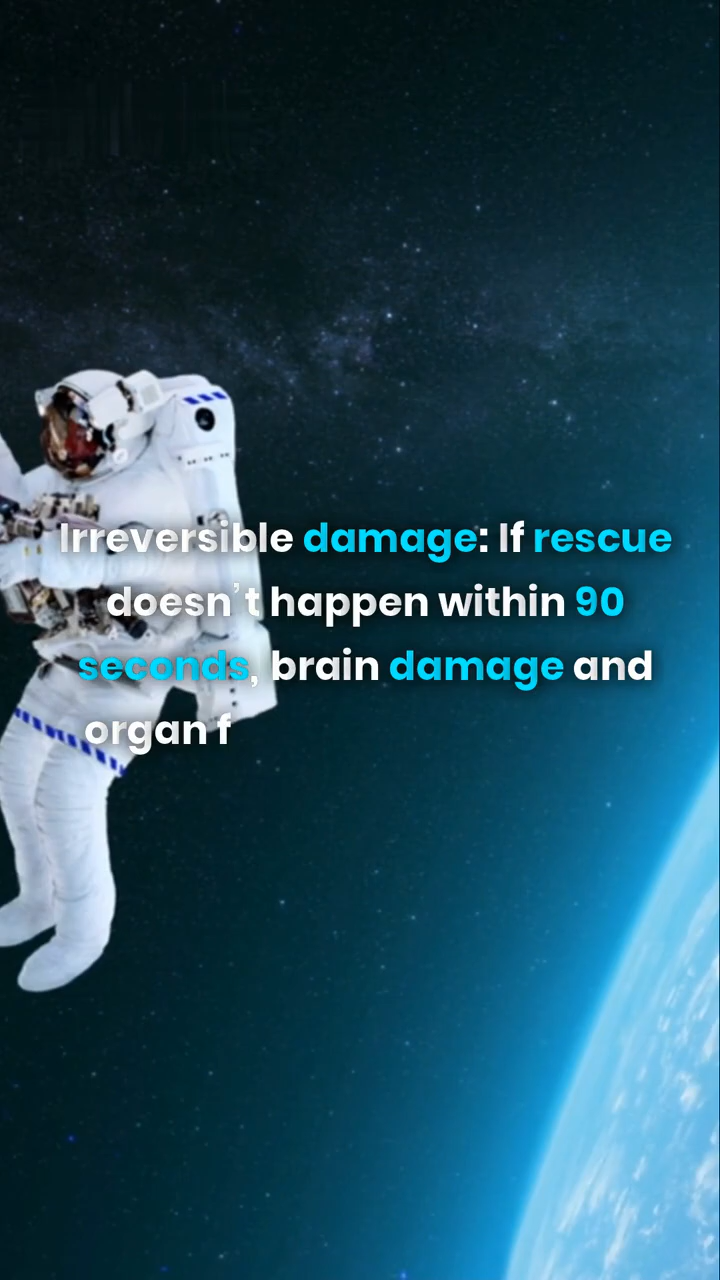 Irreversible damage: If rescue
doesn’t happen within 90
seconds, brain damage and
organ f